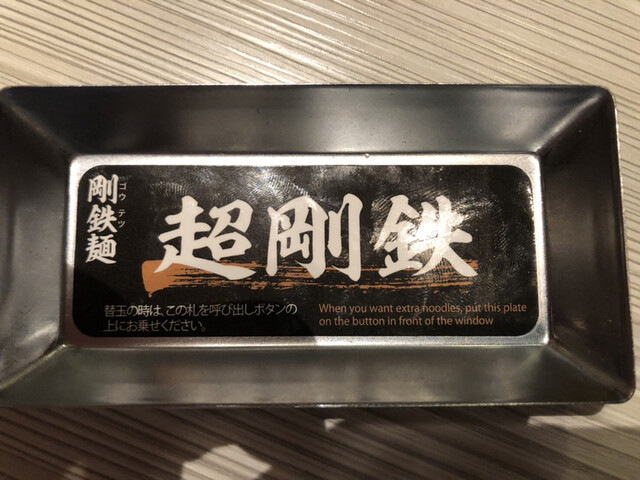 剛鉄麺
ゴウ テツ
超剛鉄
替玉の時は、この札を呼び出しボタンの
上にお乗せください。
When you want extra noodles, put this plate
on the button in front of the window